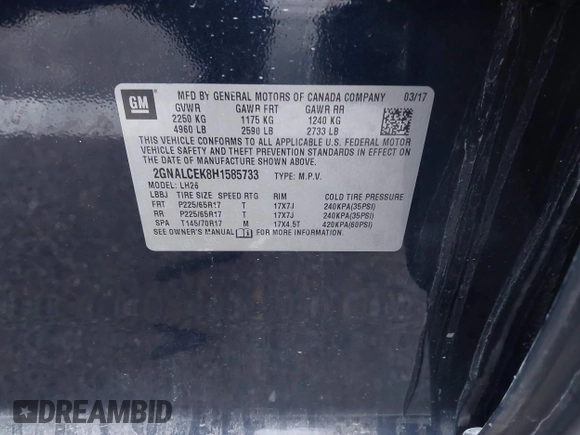 GM
MFD BY GENERAL MOTORS OF CANADA COMPANY 03/17
GVWR GAWR FRT GAWR RR
2250 KG 1175 KG 1240 KG
4960 LB 2590 LB 2733 LB
THIS VEHICLE CONFORMS TO ALL APPLICABLE U.S. FEDERAL MOTOR
VEHICLE SAFETY AND THEFT PREVENTION STANDARDS IN EFFECT ON
THE DATE OF MANUFACTURE SHOWN ABOVE.
2GNALCEK8H1585733 TYPE: M.P.V.
MODEL: LH26
LBBJ TIRE SIZE SPEED RTG RIM COLD TIRE PRESSURE
FRT P225/65R17 T 17X7J 240KPA(35PSI)
RR P225/65R17 T 17X7J 240KPA(35PSI)
SPA T145/70R17 M 17X4.5T 420KPA(60PSI)
SEE OWNER'S MANUAL FOR MORE INFORMATION.
DREAMBID